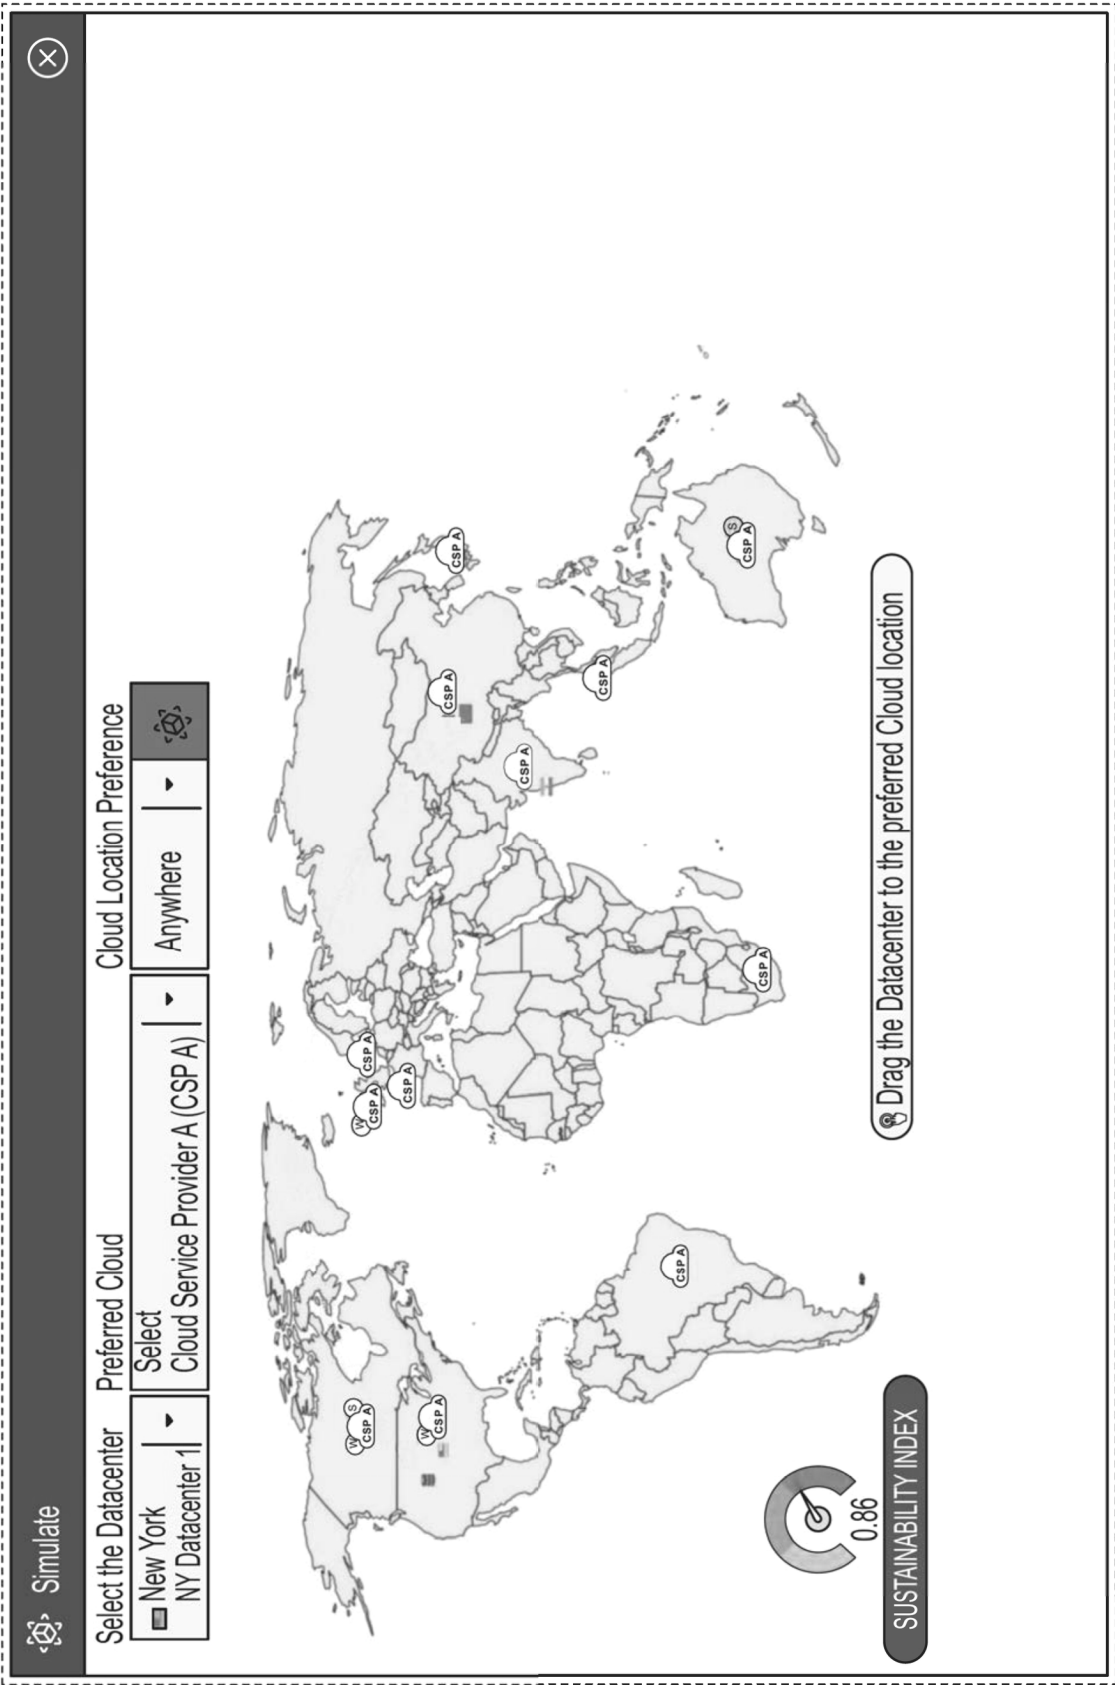 Simulate
Select the Datacenter
Preferred Cloud
Cloud Location Preference
New York
NY Datacenter 1
Select
Cloud Service Provider A (CSP A)
Anywhere
W
S
CSP A
W
CSP A
CSP A
W
CSP A
CSP A
CSP A
CSP A
CSP A
CSP A
CSP A
CSP A
S
CSP A
0.86
SUSTAINABILITY INDEX
Drag the Datacenter to the preferred Cloud location